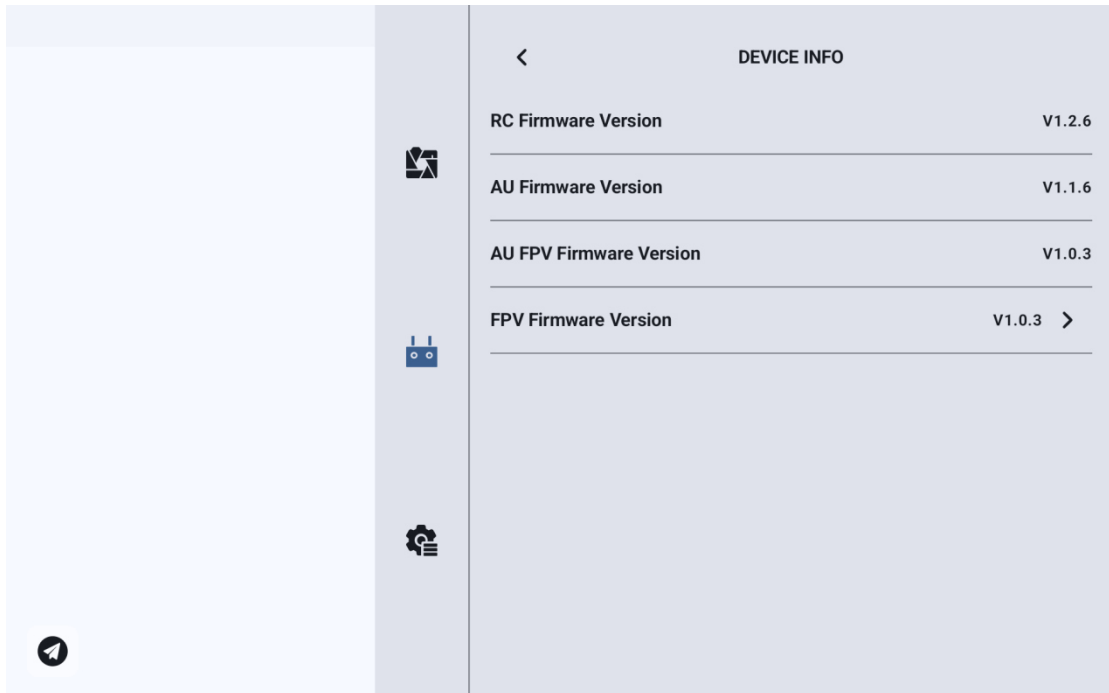 DEVICE INFO
RC Firmware Version V1.2.6
AU Firmware Version V1.1.6
AU FPV Firmware Version V1.0.3
FPV Firmware Version V1.0.3